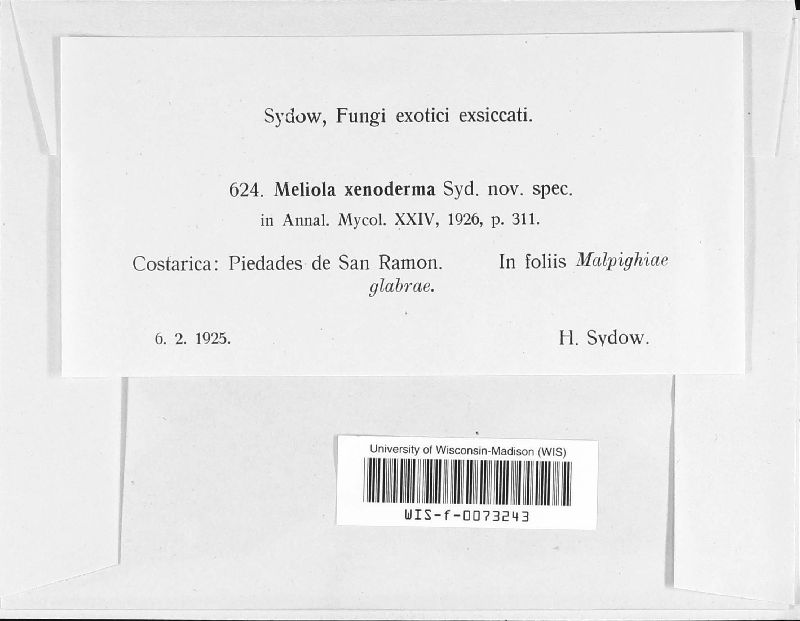 Sydow, Fungi exotici exsiccati.
624. Meliola xenoderma Syd. nov. spec.
in Annal. Mycol. XXIV, 1926, p. 311.
Costarica: Piedades de San Ramon. In foliis Malpighiae
glabrae.
6. 2. 1925. H. Sydow.
University of Wisconsin-Madison (WIS)
WIS-f-0073243